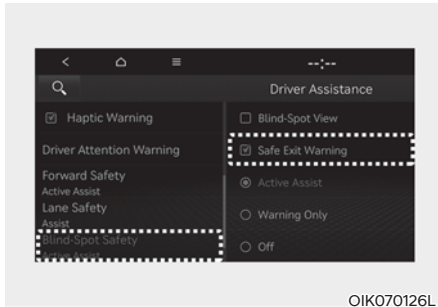 --:--
Driver Assistance
Haptic Warning
Driver Attention Warning
Forward Safety
Active Assist
Lane Safety
Assist
Blind-Spot Safety
Active Assist
Blind-Spot View
Safe Exit Warning
Active Assist
Warning Only
Off
OIK070126L